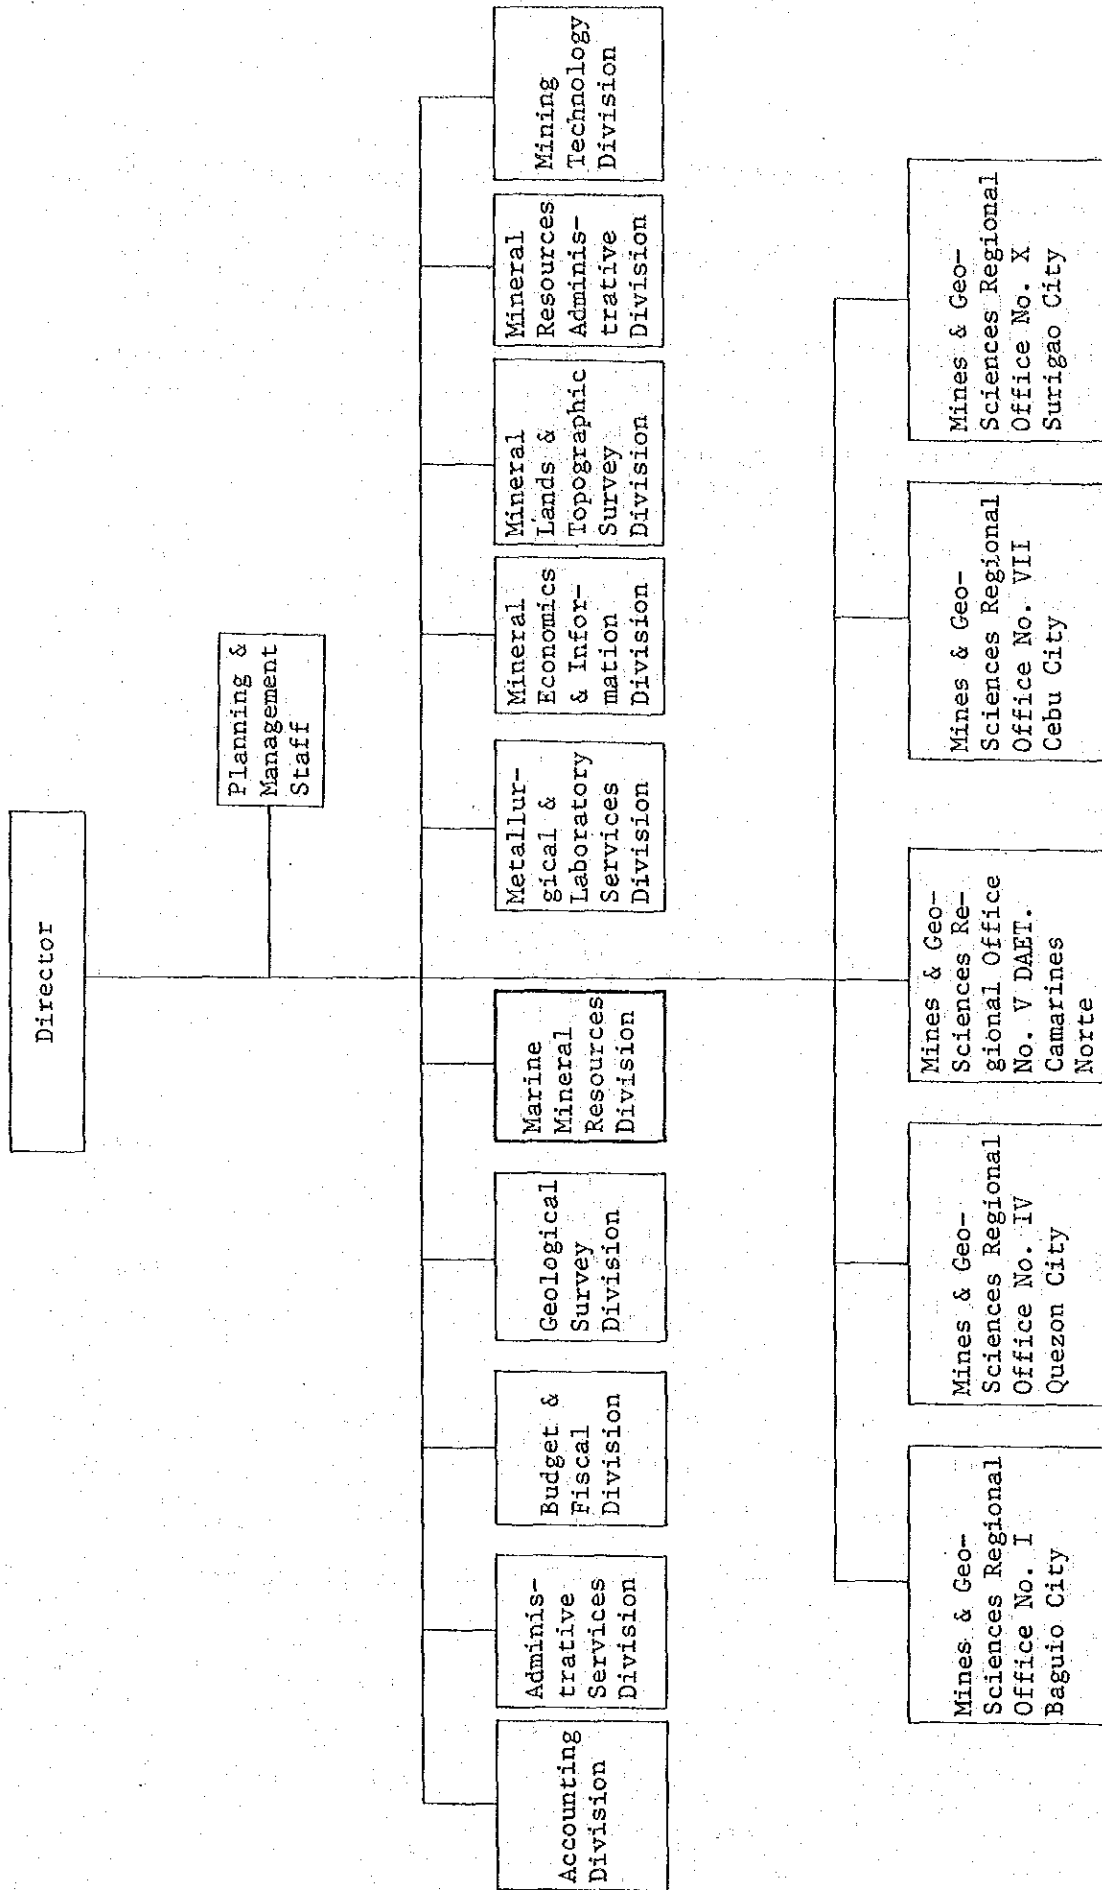 Director
Planning &
Management
Staff
Accounting
Division
Adminis-
trative
Services
Division
Budget &
Fiscal
Division
Geological
Survey
Division
Marine
Mineral
Resources
Division
Metallur-
gical &
Laboratory
Services
Division
Mineral
Economics
& Infor-
mation
Division
Mineral
Lands &
Topographic
Survey
Division
Mineral
Resources
Adminis-
trative
Division
Mining
Technology
Division
Mines & Geo-
Sciences Regional
Office No. I
Baguio City
Mines & Geo-
Sciences Regional
Office No. IV
Quezon City
Mines & Geo-
Sciences Re-
gional Office
No. V DAET.
Camarines
Norte
Mines & Geo-
Sciences Regional
Office No. VII
Cebu City
Mines & Geo-
Sciences Regional
Office No. X
Surigao City